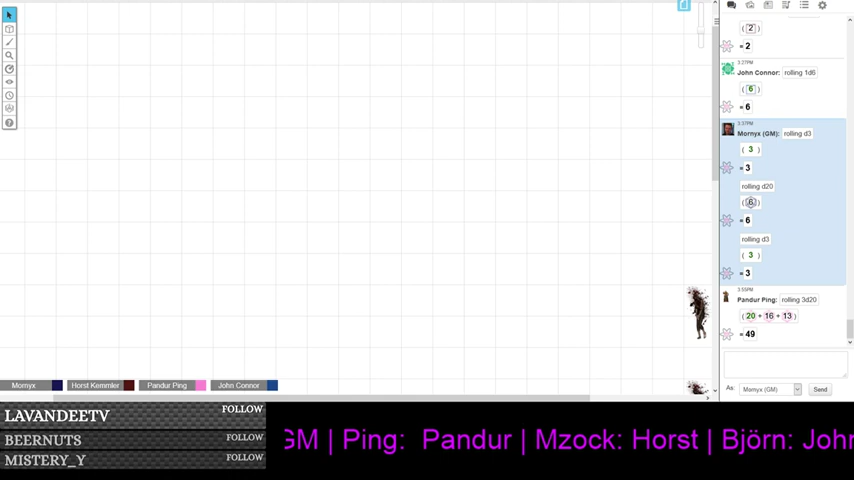 ( 2 )
= 2
3:27PM
John Connor: rolling 1d6
( 6 )
= 6
3:37PM
Mornyx (GM): rolling d3
( 3 )
= 3
rolling d20
( 6 )
= 6
rolling d3
( 3 )
= 3
3:55PM
Pandur Ping: rolling 3d20
( 20 + 16 + 13 )
= 49
As: Mornyx (GM) Send
Mornyx Horst Kemmler Pandur Ping John Connor
LAVANDEETV FOLLOW
BEERNUTS FOLLOW
MISTERY_Y FOLLOW
GM | Ping: Pandur | Mzock: Horst | Björn: John